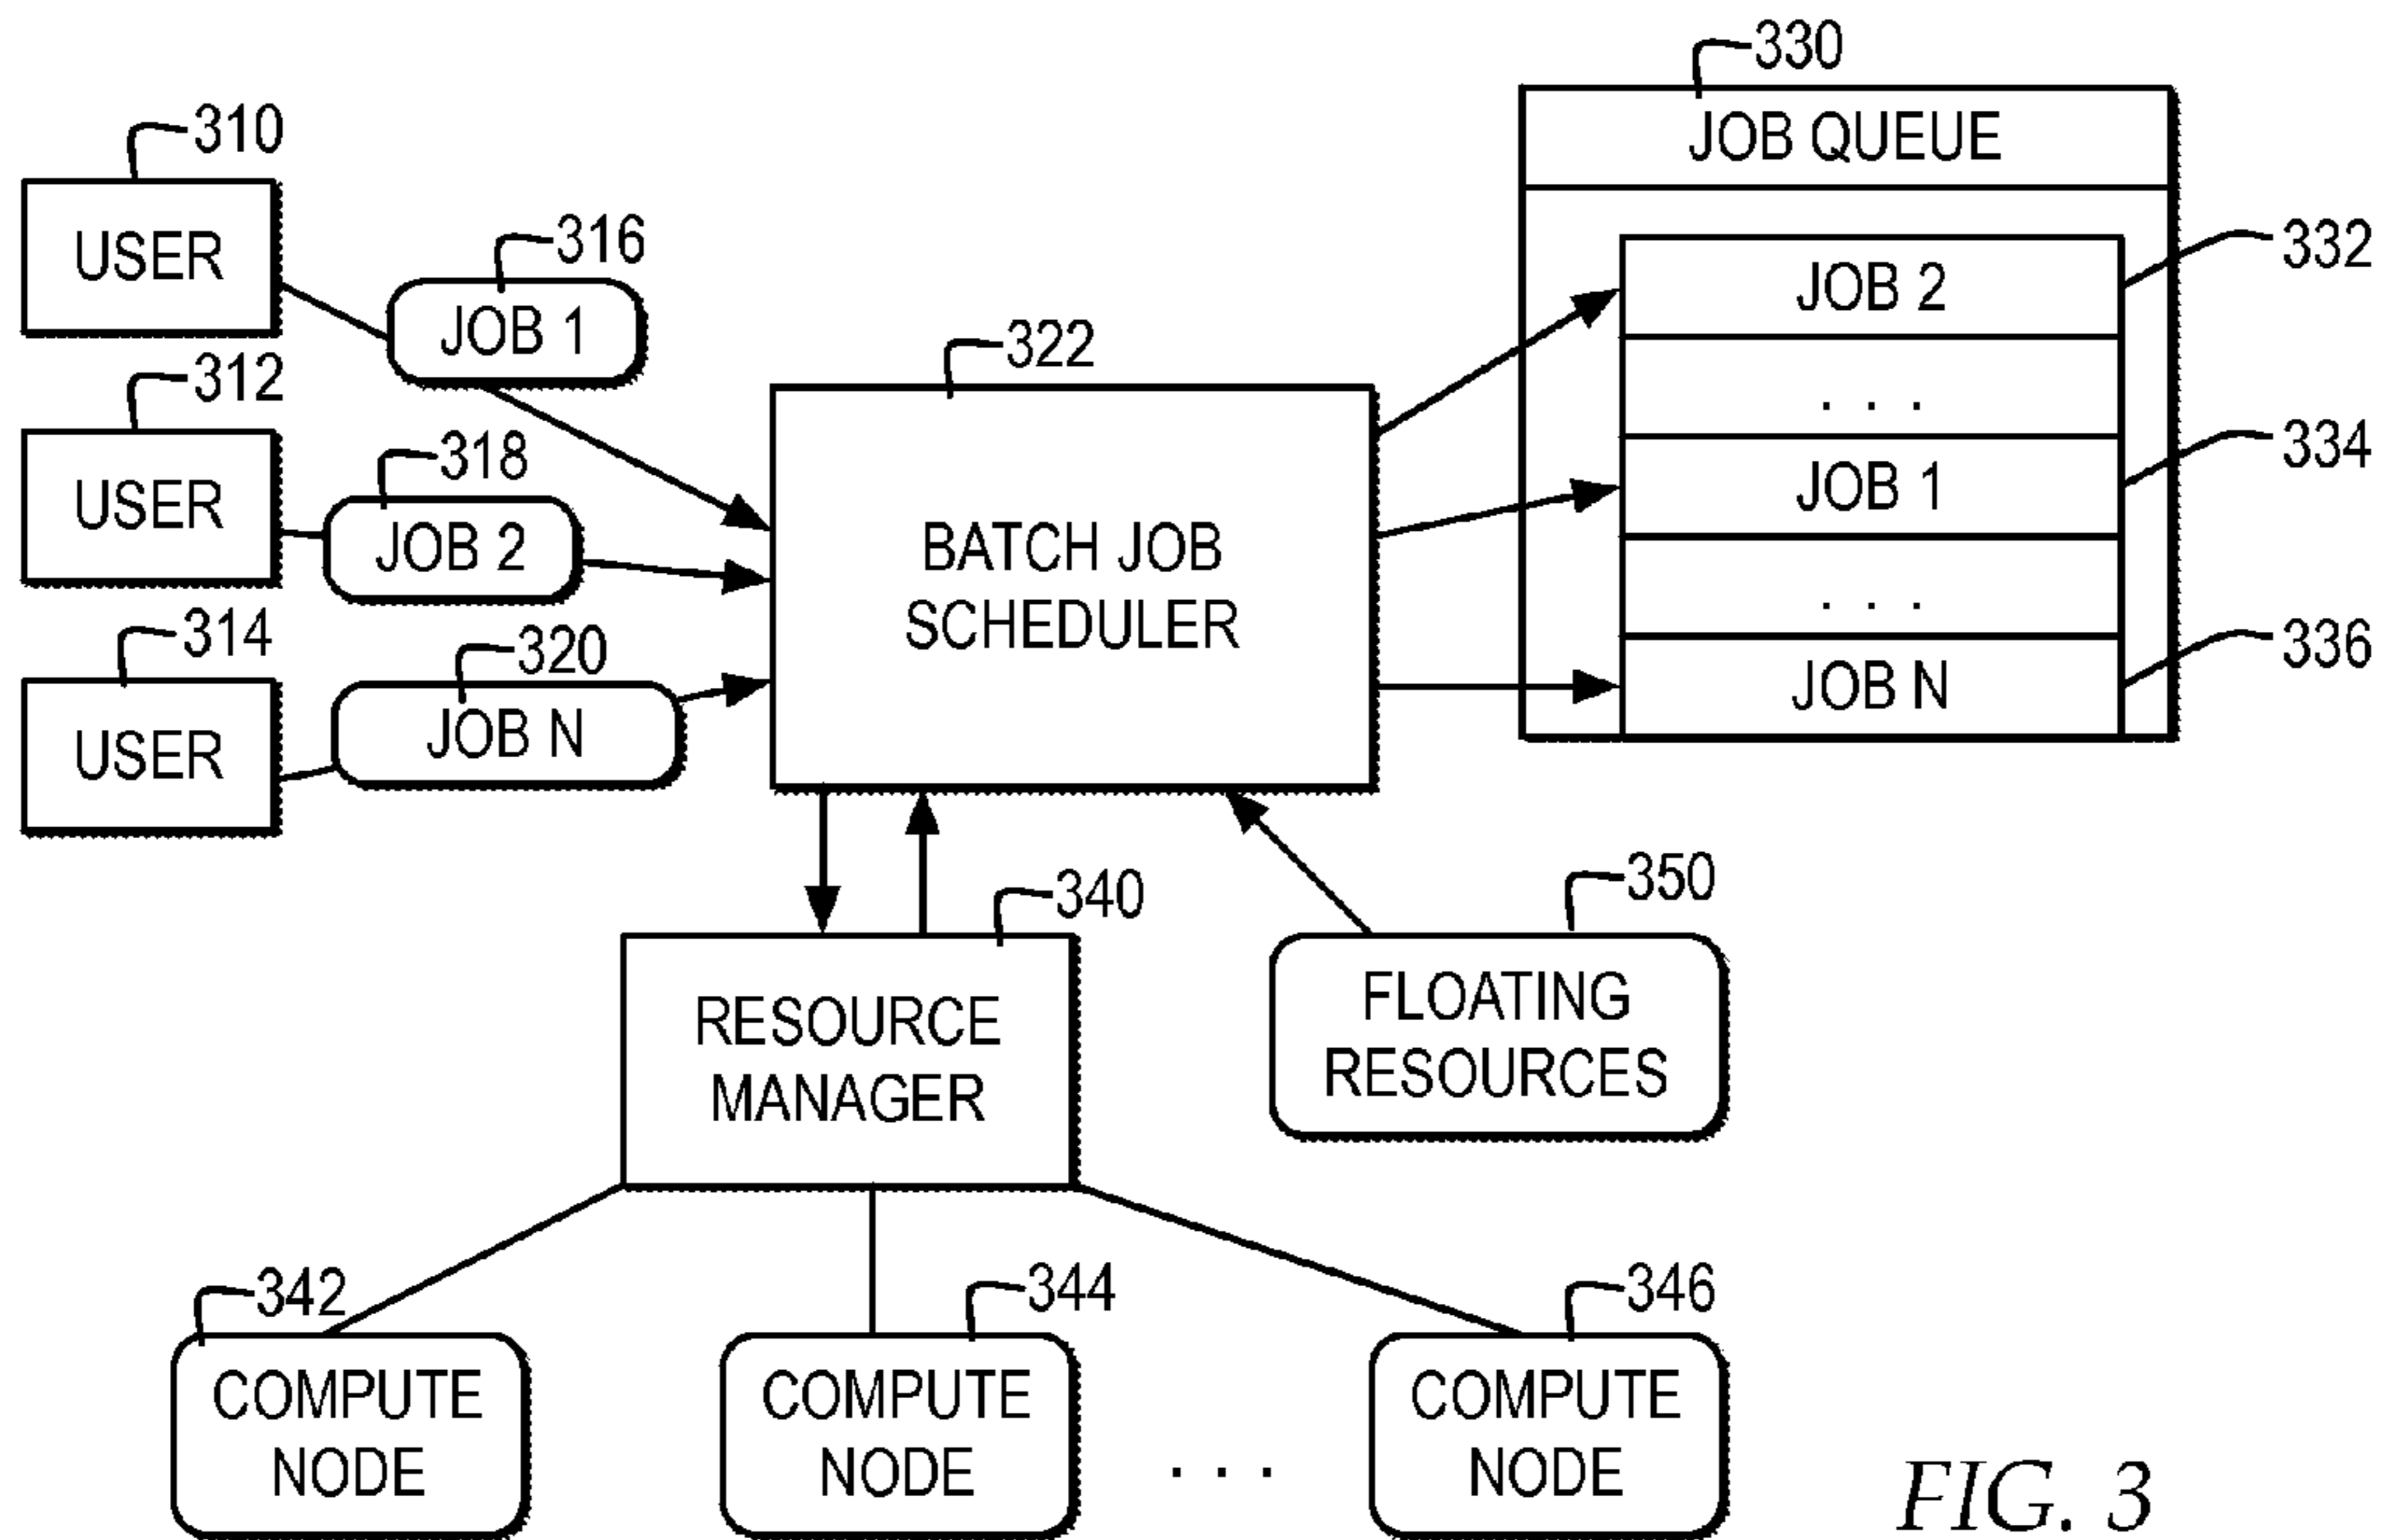 330
JOB QUEUE
310
USER
316
JOB 1
332
JOB 2
322
. . .
312
USER
318
JOB 2
334
JOB 1
BATCH JOB
SCHEDULER
. . .
314
USER
320
JOB N
336
JOB N
340
RESOURCE
MANAGER
350
FLOATING
RESOURCES
342
COMPUTE
NODE
344
COMPUTE
NODE
. . .
346
COMPUTE
NODE
FIG. 3